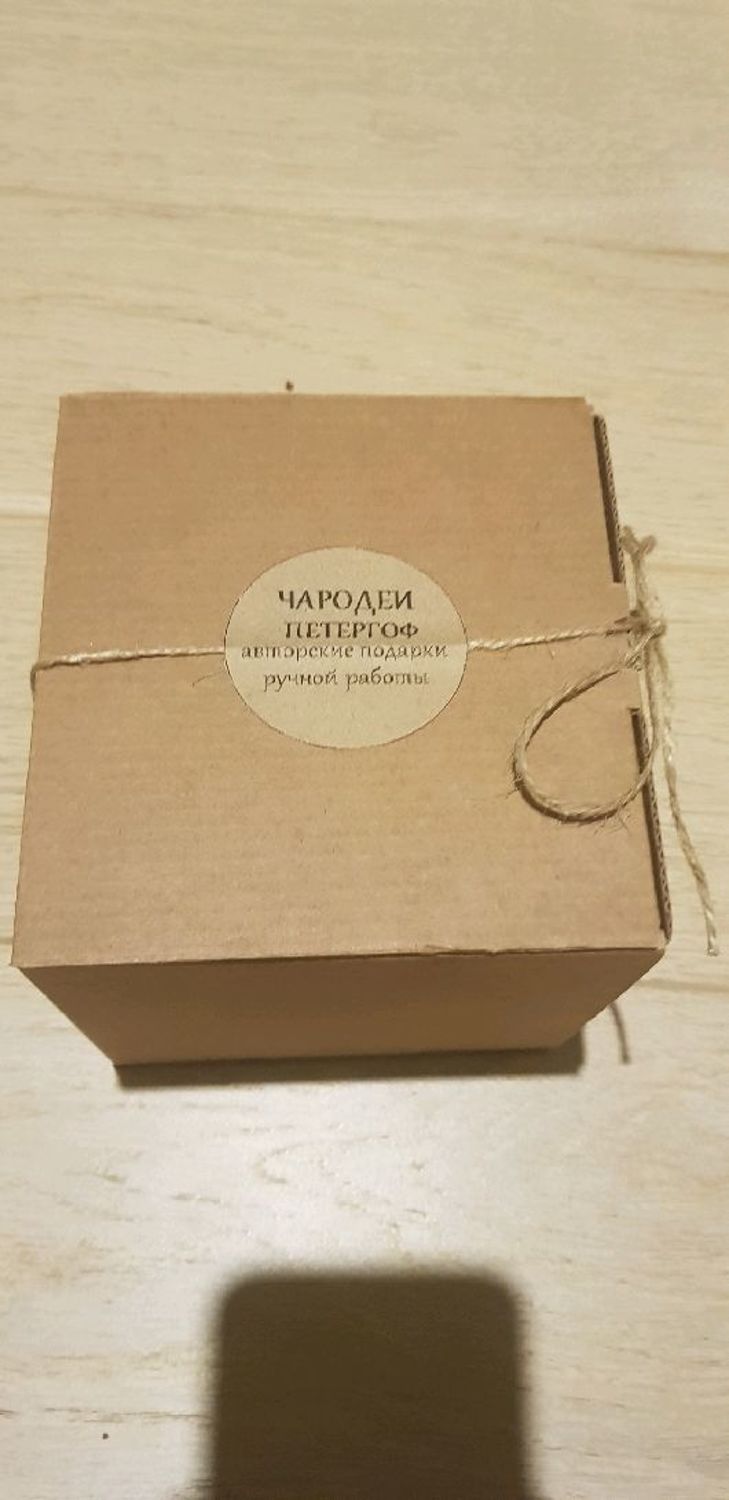 ЧАРОДЕИ
ПЕТЕРГОФ
авторские подарки
ручной работы